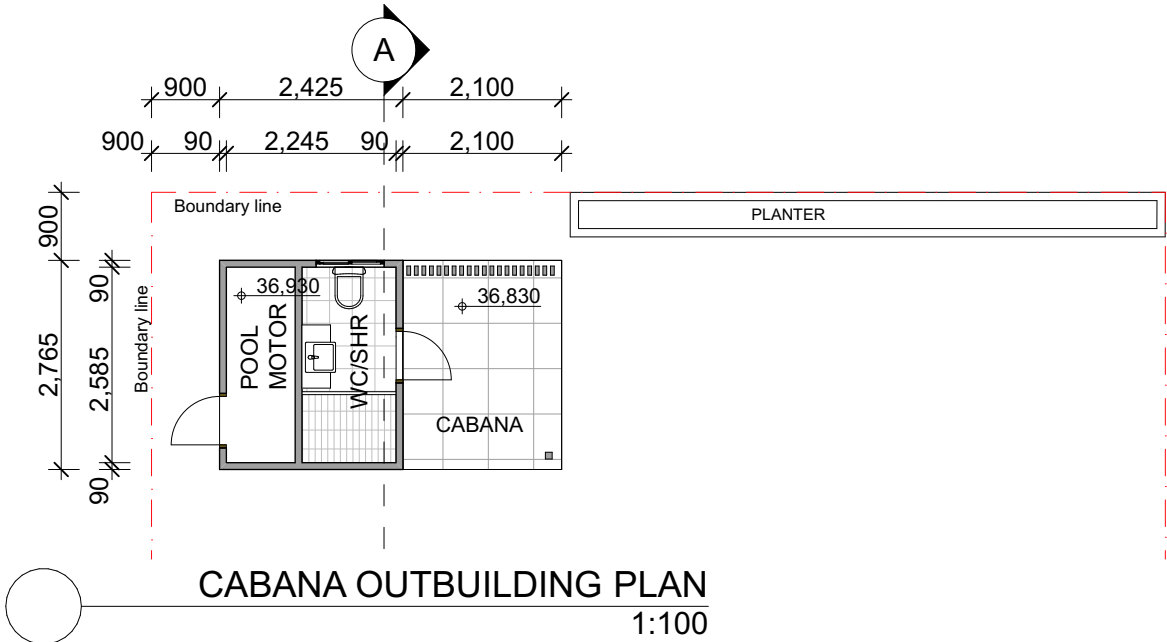 A
900 2,425 2,100
900 90 2,245 90 2,100
Boundary line
PLANTER
900
90
2,765
2,585
90
Boundary line
36,930
36,830
POOL
MOTOR
WC/SHR
CABANA
CABANA OUTBUILDING PLAN
1:100